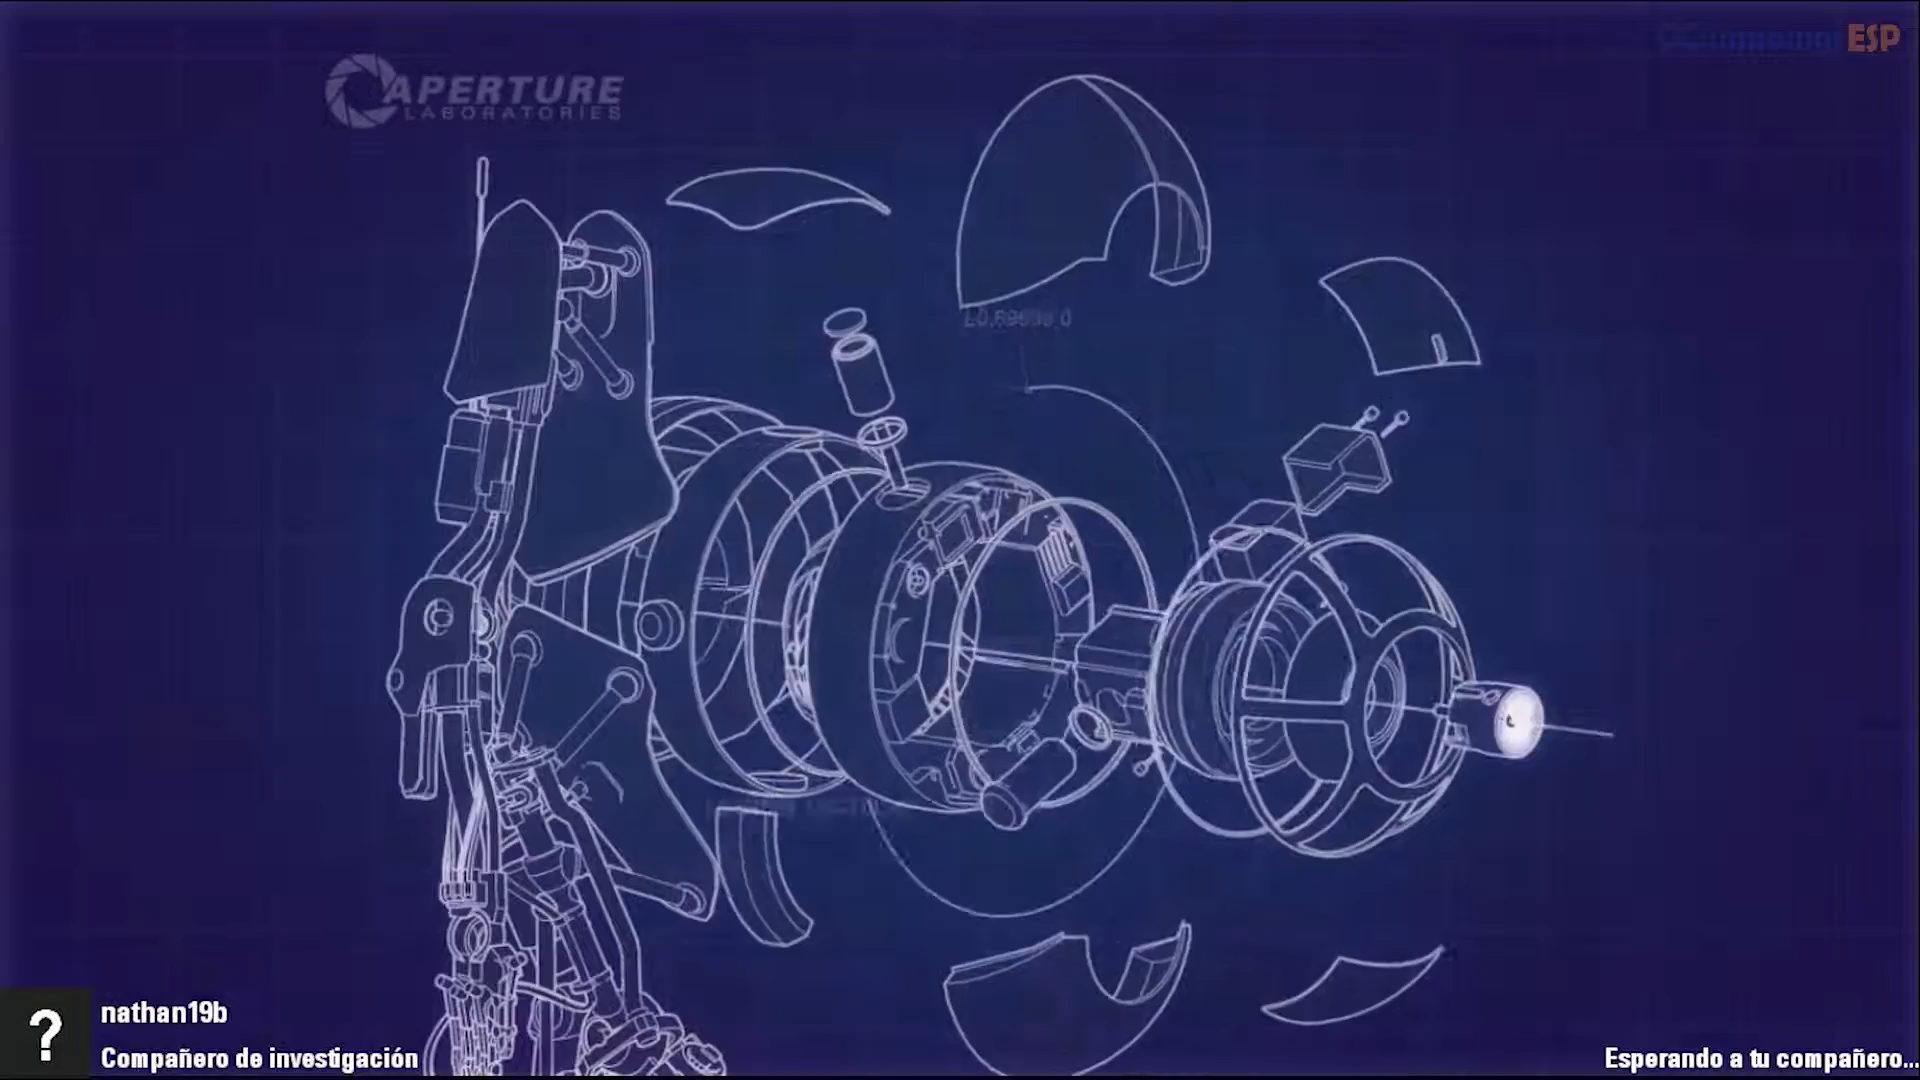 APERTURE
LABORATORIES
ESP
nathan19b
Compañero de investigación
?
Esperando a tu compañero...